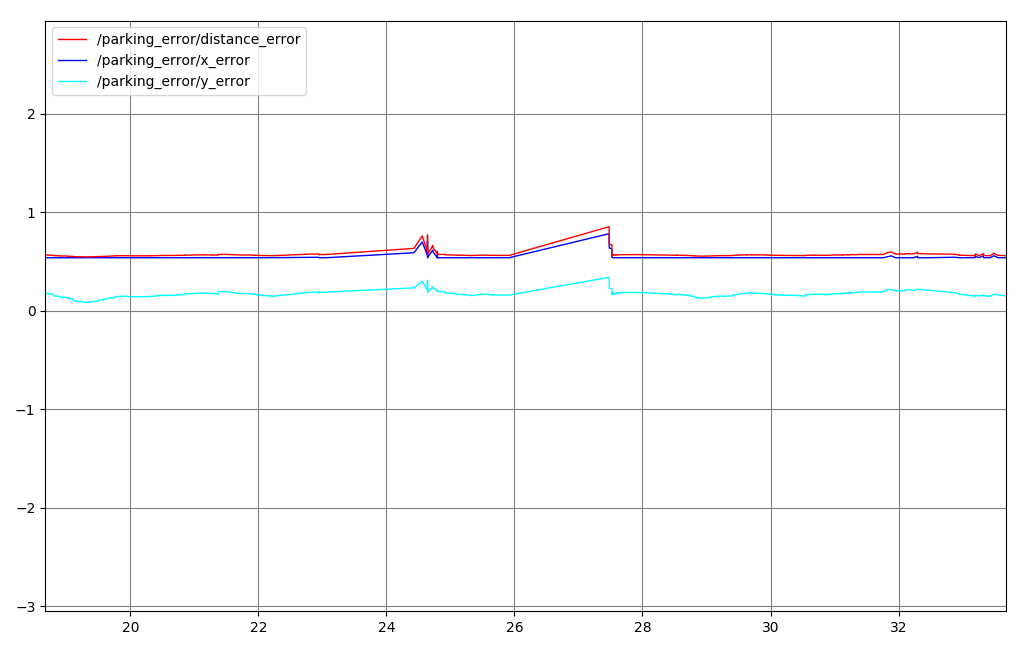 /parking_error/distance_error
/parking_error/x_error
/parking_error/y_error
2
1
0
−1
−2
−3
20 22 24 26 28 30 32